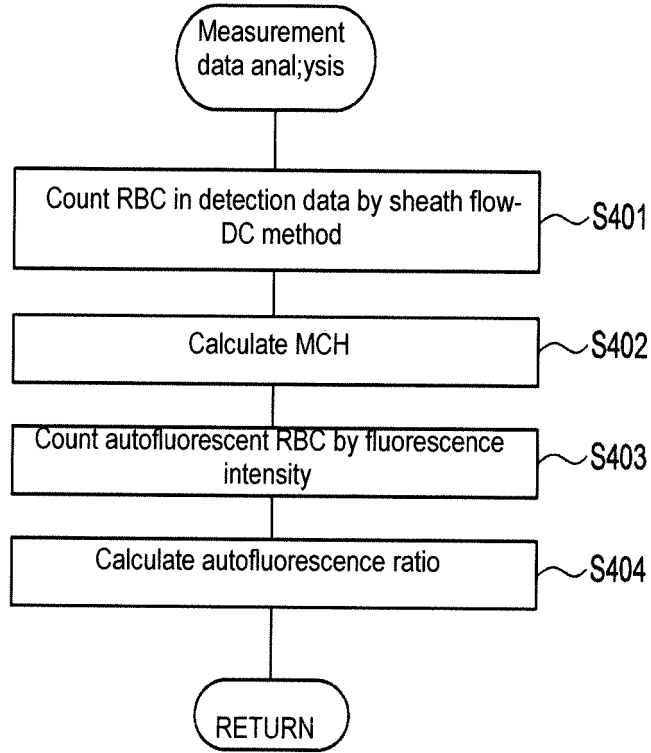 Measurement
data anal;ysis
Count RBC in detection data by sheath flow-
DC method
S401
Calculate MCH
S402
Count autofluorescent RBC by fluorescence
intensity
S403
Calculate autofluorescence ratio
S404
RETURN